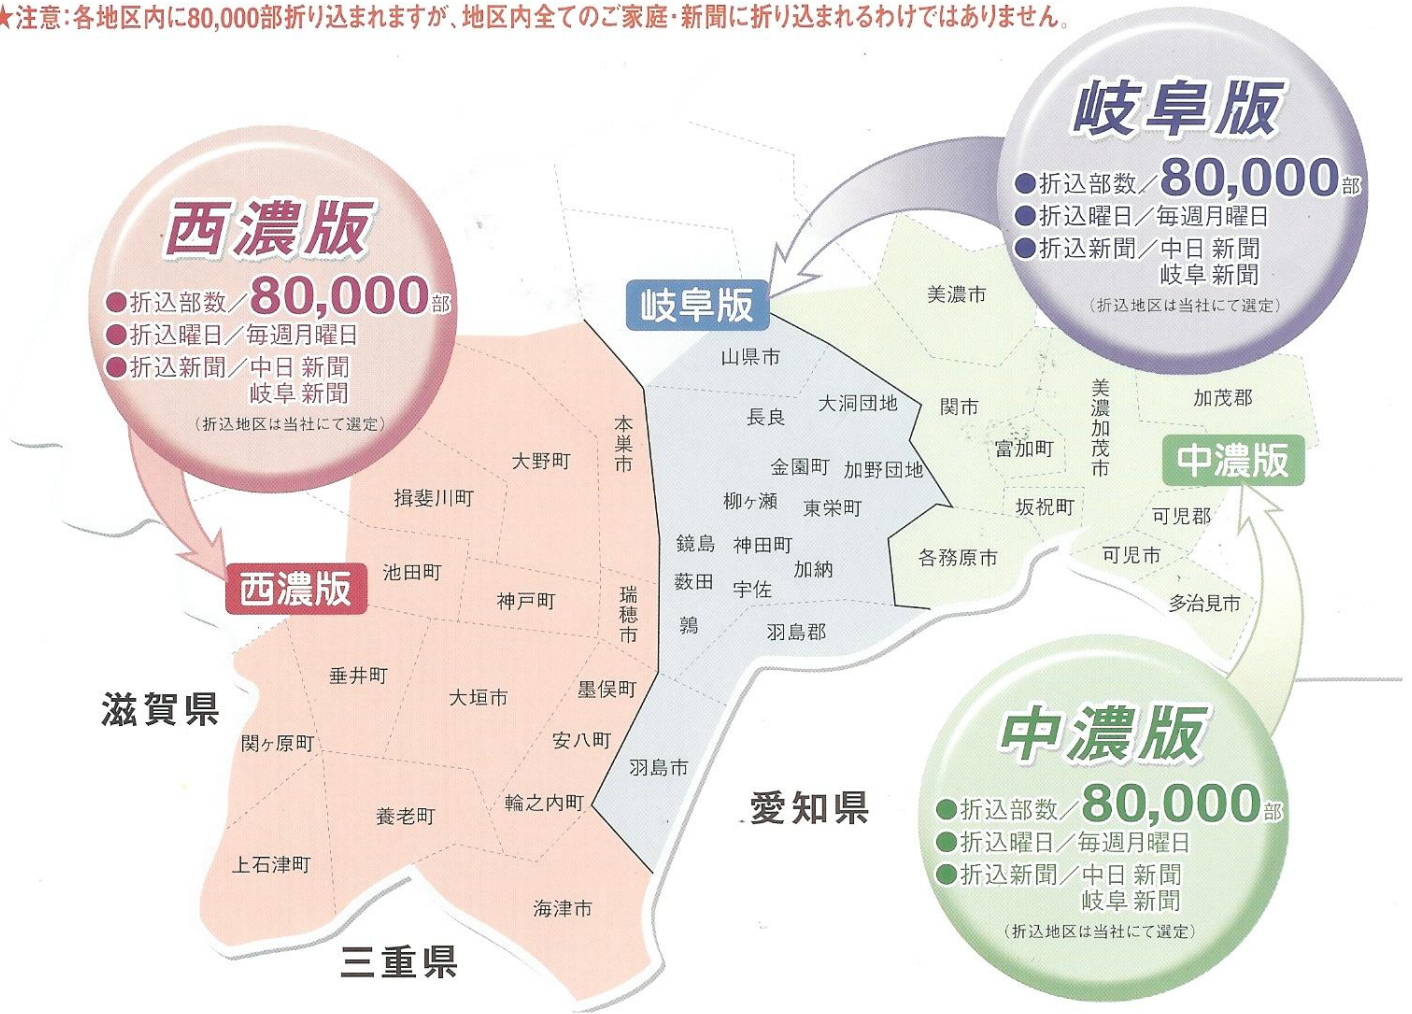 ★注意:各地区内に80,000部折り込まれますが、地区内全てのご家庭・新聞に折り込まれるわけではありません。
岐阜版
●折込部数／80,000部
●折込曜日／毎週月曜日
●折込新聞／中日新聞
岐阜新聞
(折込地区は当社にて選定)
西濃版
●折込部数／80,000部
●折込曜日／毎週月曜日
●折込新聞／中日新聞
岐阜新聞
(折込地区は当社にて選定)
岐阜版
美濃市
山県市
大洞団地
長良
関市
美濃加茂市
加茂郡
本巣市
大野町
金園町
加野団地
富加町
中濃版
揖斐川町
柳ヶ瀬
東栄町
坂祝町
可児郡
鏡島
神田町
加納
各務原市
可児市
池田町
西濃版
神戸町
瑞穂市
薮田
宇佐
多治見市
鶉
羽島郡
垂井町
大垣市
墨俣町
滋賀県
関ヶ原町
安八町
羽島市
養老町
輪之内町
愛知県
上石津町
海津市
三重県
中濃版
●折込部数／80,000部
●折込曜日／毎週月曜日
●折込新聞／中日新聞
岐阜新聞
(折込地区は当社にて選定)